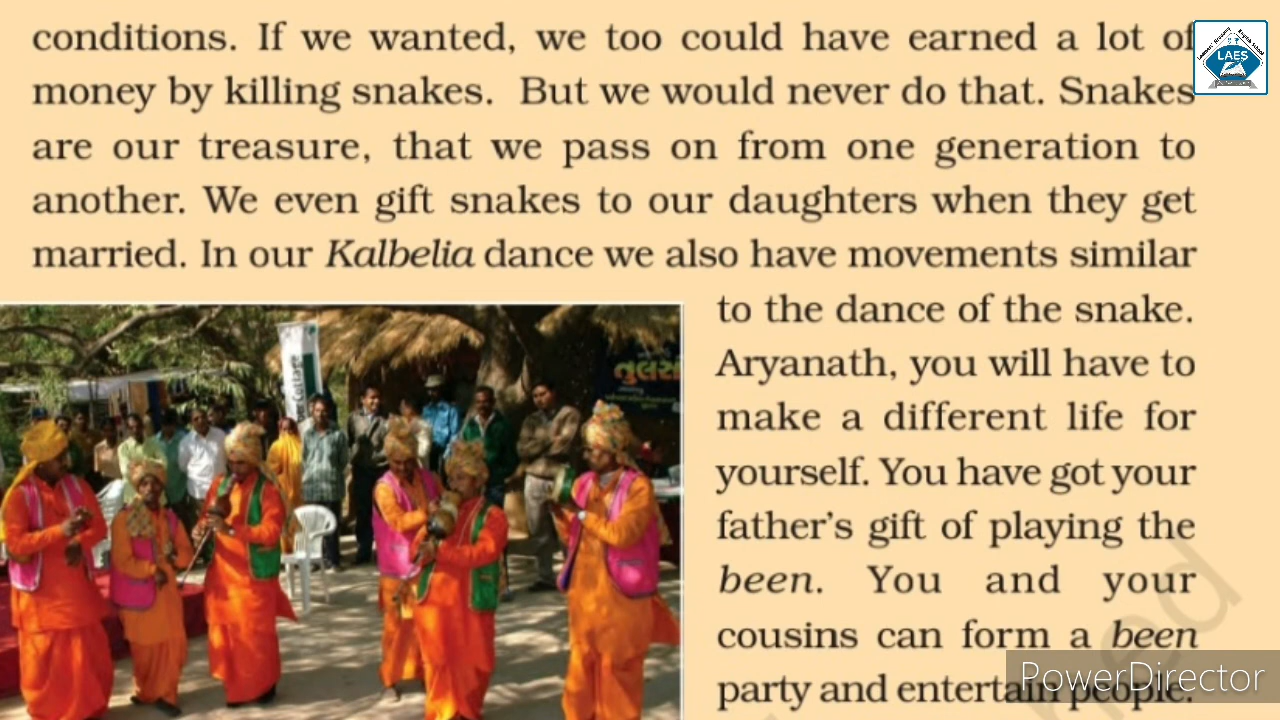 conditions. If we wanted, we too could have earned a lot of
money by killing snakes. But we would never do that. Snakes
are our treasure, that we pass on from one generation to
another. We even gift snakes to our daughters when they get
married. In our Kalbelia dance we also have movements similar
to the dance of the snake.
Aryanath, you will have to
make a different life for
yourself. You have got your
father's gift of playing the
been. You and your
cousins can form a been
party and entertain people.
LAES
Cottage
તુલસી
PowerDirector